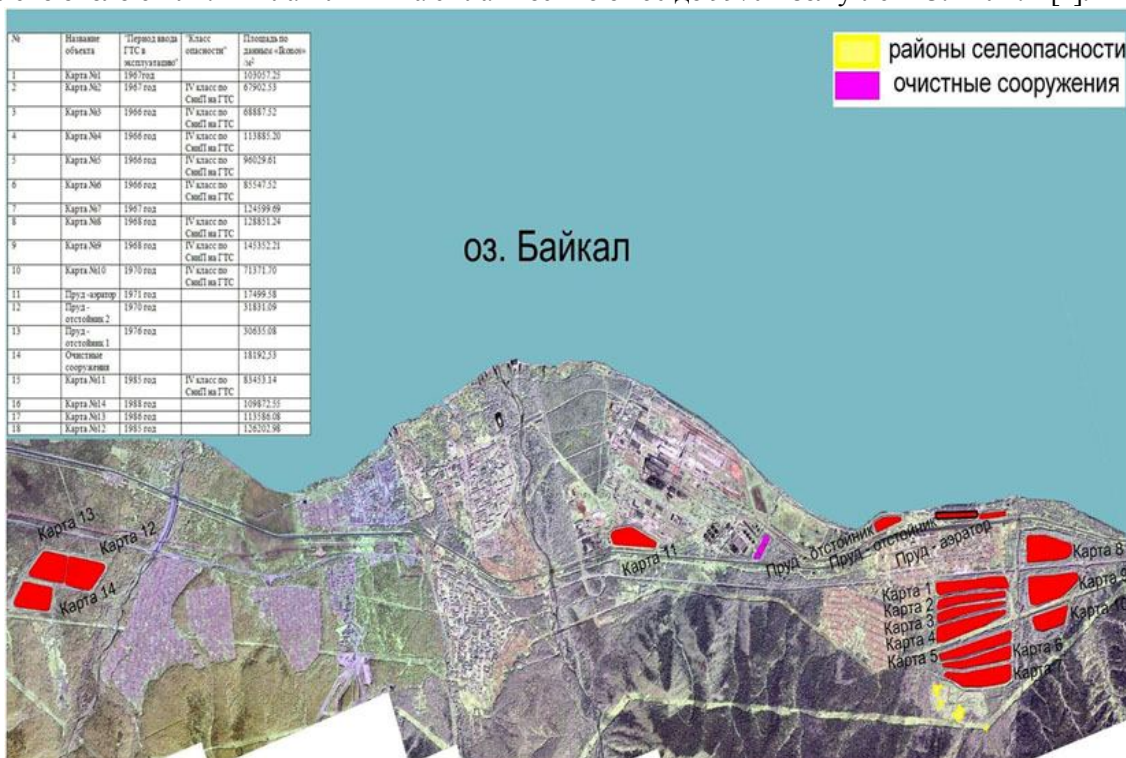 № Название объекта "Период ввода ГТС в эксплуатацию" "Класс опасности" Площадь по данным «Ikonos» м²
1 Карта №1 1967год 103057.25
2 Карта №2 1967 год IV класс по СниП на ГТС 67902.53
3 Карта №3 1966 год IV класс по СниП на ГТС 68887.52
4 Карта №4 1966 год IV класс по СниП на ГТС 113885.20
5 Карта №5 1966 год IV класс по СниП на ГТС 96029.61
6 Карта №6 1966 год IV класс по СниП на ГТС 85547.52
7 Карта №7 1967 год 124599.69
8 Карта №8 1968 год IV класс по СниП на ГТС 128851.24
9 Карта №9 1968 год IV класс по СниП на ГТС 145352.21
10 Карта №10 1970 год IV класс по СниП на ГТС 71371.70
11 Пруд -аэратор 1971 год 17499.58
12 Пруд - отстойник 2 1970 год 31831.09
13 Пруд - отстойник 1 1976 год 30635.08
14 Очистные сооружения 18192,53
15 Карта №11 1985 год IV класс по СниП на ГТС 83453.14
16 Карта №14 1988 год 109872.55
17 Карта №13 1986 год 113586.08
18 Карта №12 1985 год 126202.98
районы селеопасности
очистные сооружения
оз. Байкал
Карта 13
Карта 12
Карта 14
Карта 11
Пруд - отстойник
Пруд - отстойник
Пруд - аэратор
Карта 8
Карта 9
Карта 10
Карта 1
Карта 2
Карта 3
Карта 4
Карта 5
Карта 6
Карта 7